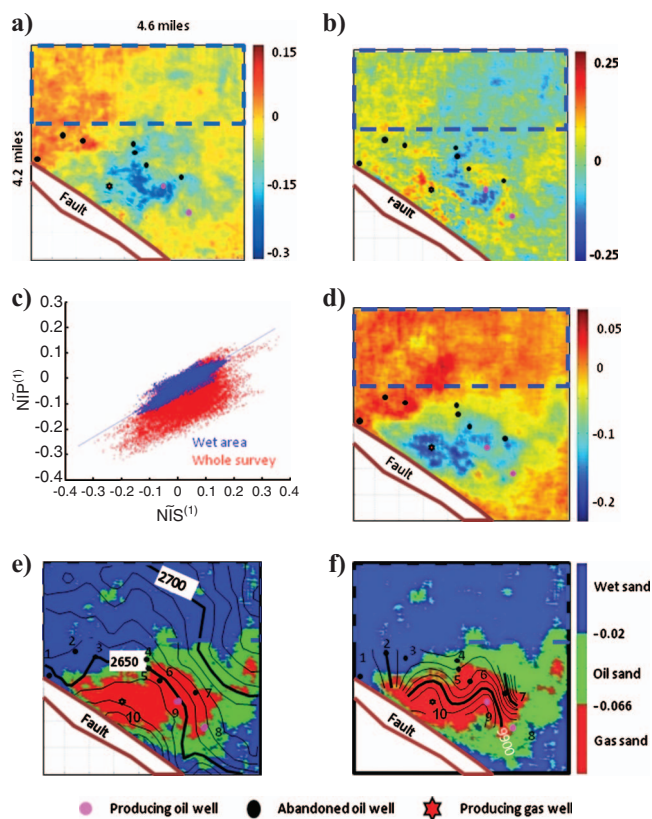 a)
4.6 miles
b)
4.2 miles
Fault
0.15
0
-0.15
-0.3
Fault
0.25
0
-0.25
c)
0.3
0.2
0.1
0
-0.1
-0.2
-0.3
-0.4
ÑĨP(1)
Wet area
Whole survey
-0.4 -0.3 -0.2 -0.1 0 0.1 0.2 0.3 0.4
ÑĨS(1)
d)
Fault
0.05
0
-0.1
-0.2
e)
2700
2650
1 2 3 4 5 6 7 8 9 10
Fault
f)
1 2 3 4 5 6 7 8 9 10
9900
Fault
Wet sand
-0.02
Oil sand
-0.066
Gas sand
Producing oil well
Abandoned oil well
Producing gas well